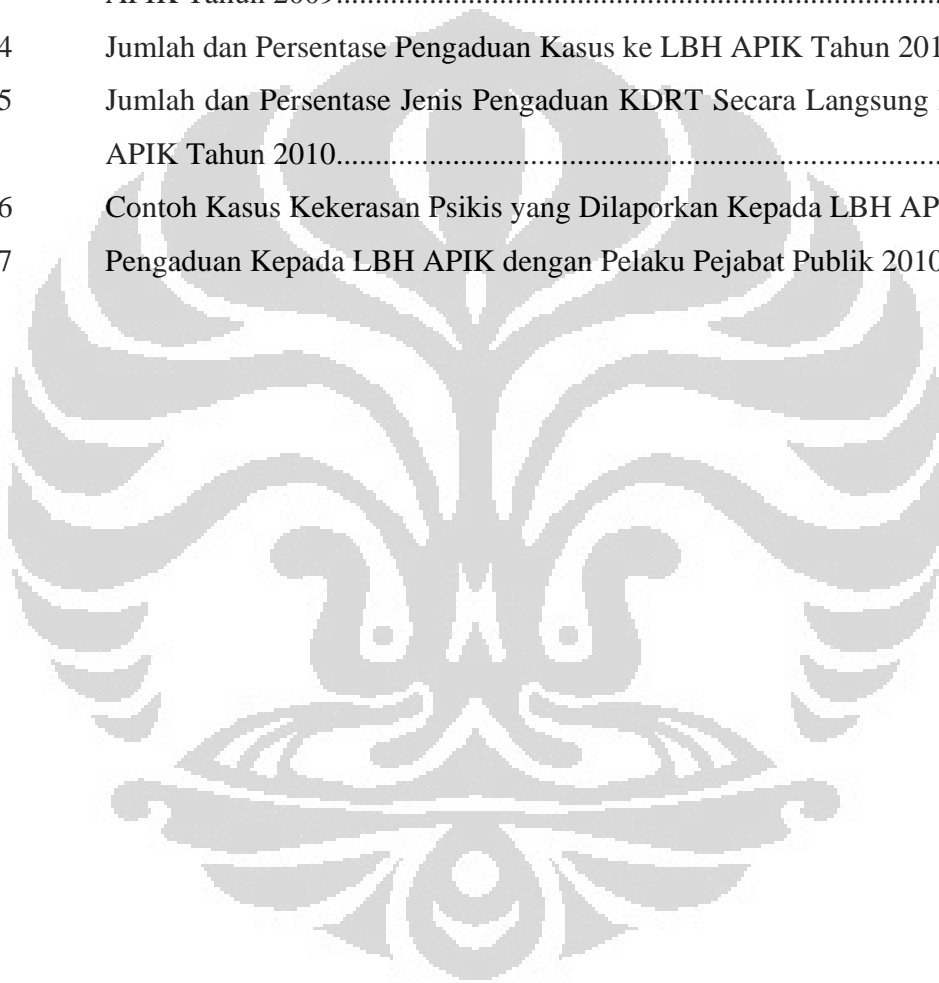 APIK Tahun 2009
4 Jumlah dan Persentase Pengaduan Kasus ke LBH APIK Tahun 201
5 Jumlah dan Persentase Jenis Pengaduan KDRT Secara Langsung
APIK Tahun 2010
6 Contoh Kasus Kekerasan Psikis yang Dilaporkan Kepada LBH AP
7 Pengaduan Kepada LBH APIK dengan Pelaku Pejabat Publik 2010